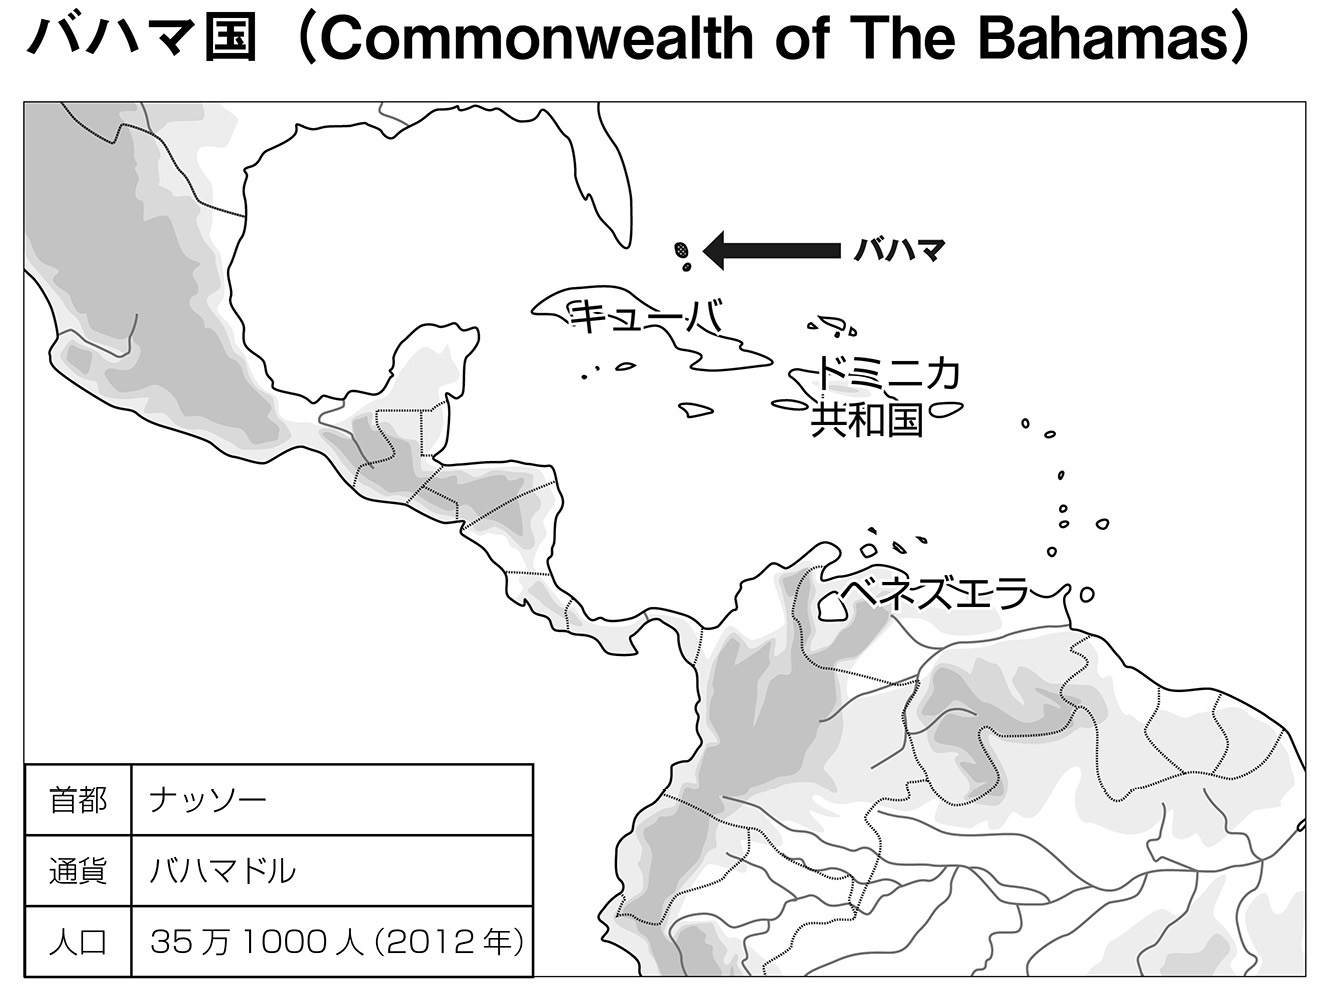 バハマ国（Commonwealth of The Bahamas）
バハマ
キューバ
ドミニカ
共和国
ベネズエラ
首都 ナッソー
通貨 バハマドル
人口 35万1000人（2012年）